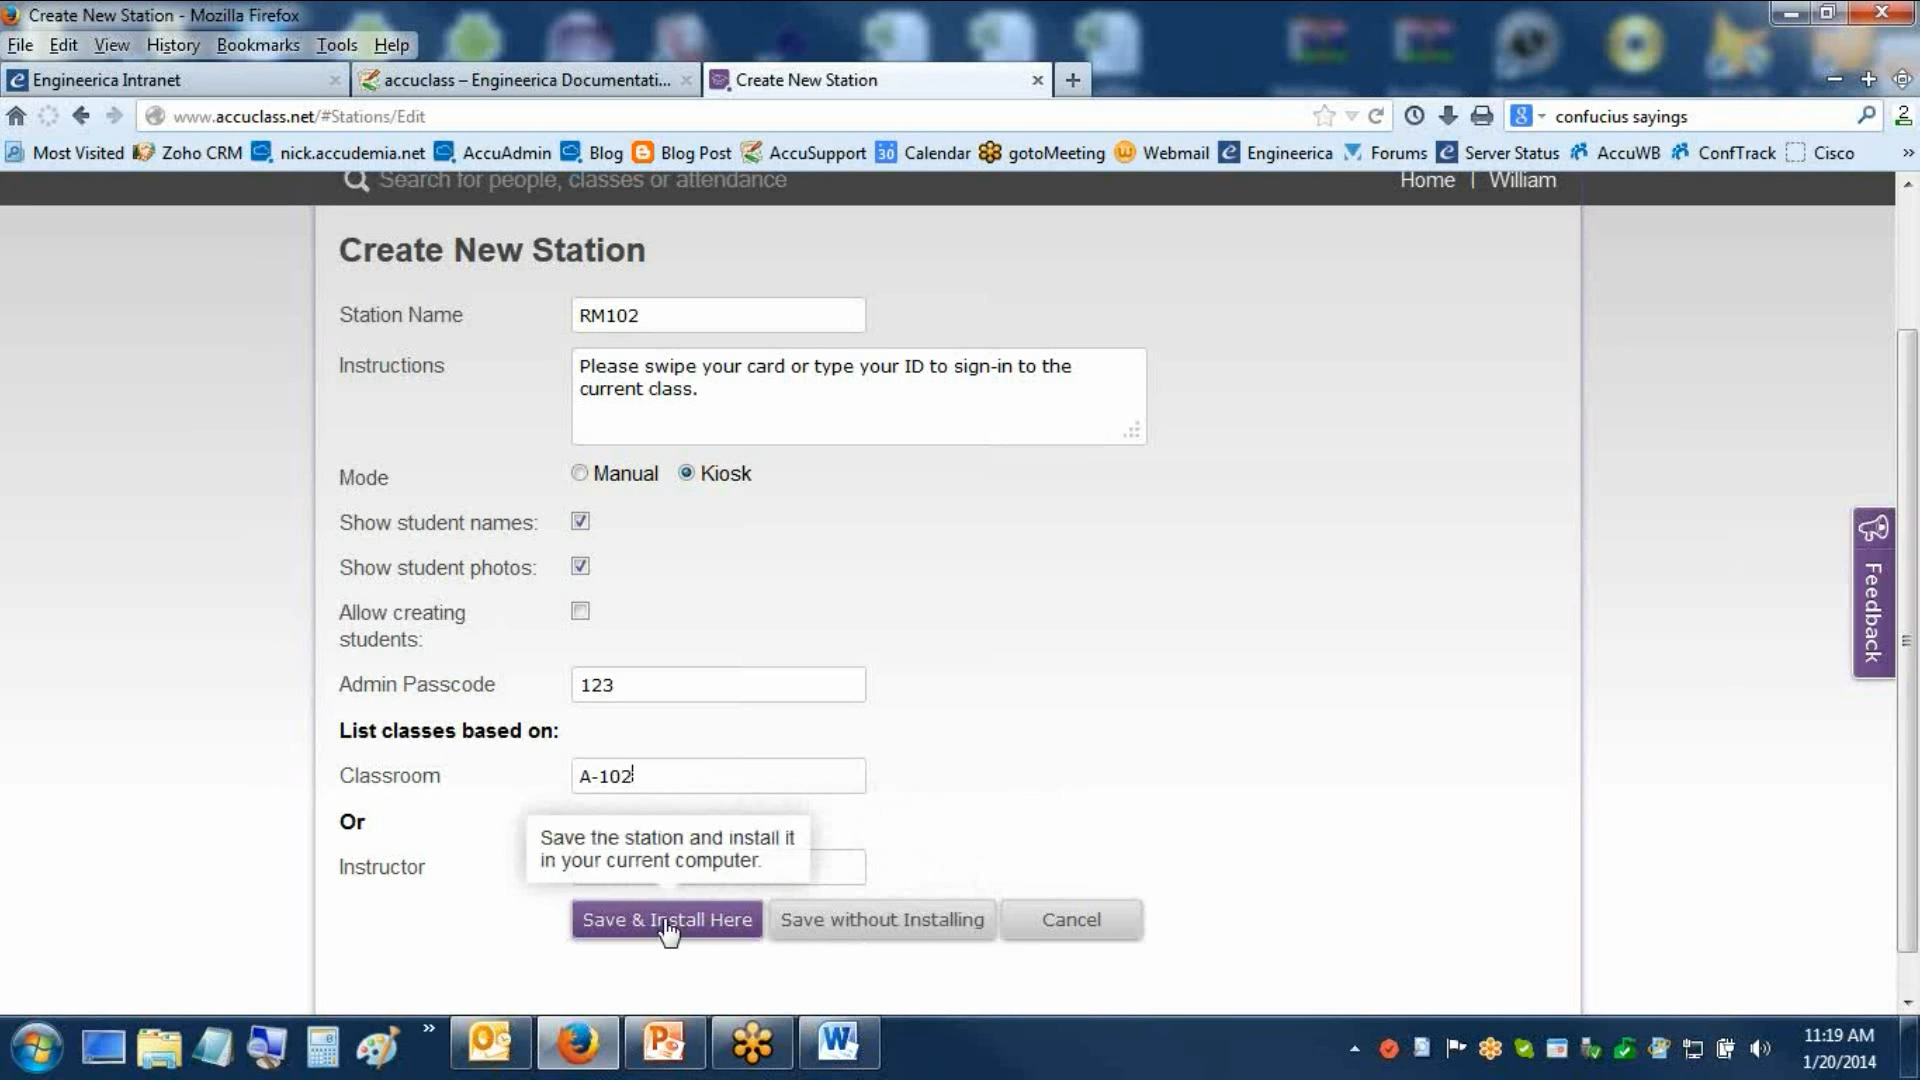 Create New Station - Mozilla Firefox
File Edit View History Bookmarks Tools Help
Engineerica Intranet
accuclass – Engineerica Documentati...
Create New Station
www.accuclass.net/#Stations/Edit
confucius sayings
2
Most Visited
Zoho CRM
nick.accudemia.net
AccuAdmin
Blog
Blog Post
AccuSupport
30
Calendar
gotoMeeting
Webmail
Engineerica
Forums
Server Status
AccuWB
ConfTrack
Cisco
Search for people, classes or attendance
Home | William
Create New Station
Station Name
RM102
Instructions
Please swipe your card or type your ID to sign-in to the
current class.
Mode
Manual
Kiosk
Show student names:
Show student photos:
Allow creating
students:
Admin Passcode
123
List classes based on:
Classroom
A-102
Or
Save the station and install it
in your current computer.
Instructor
Save & Install Here
Save without Installing
Cancel
Feedback
11:19 AM
1/20/2014